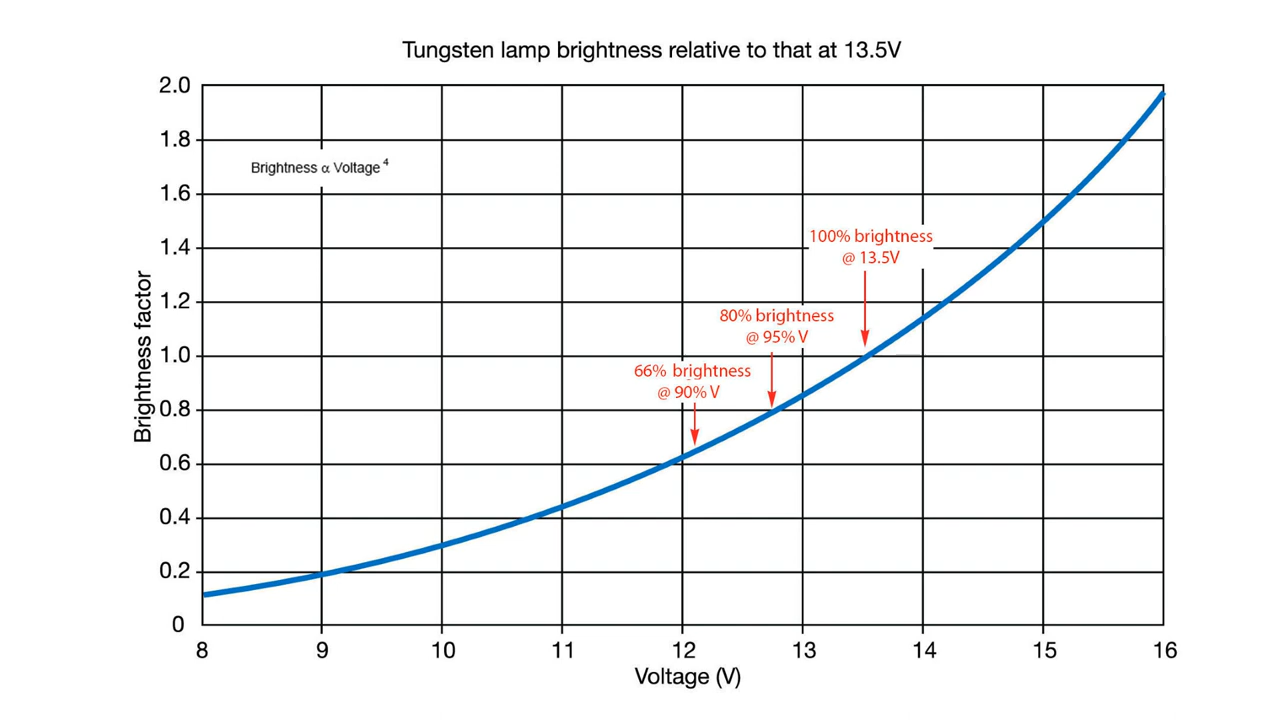 Tungsten lamp brightness relative to that at 13.5V
2.0
1.8
Brightness α Voltage⁴
1.6
1.4
100% brightness
@ 13.5V
1.2
80% brightness
@ 95% V
1.0
66% brightness
@ 90% V
0.8
0.6
0.4
0.2
0
Brightness factor
8 9 10 11 12 13 14 15 16
Voltage (V)